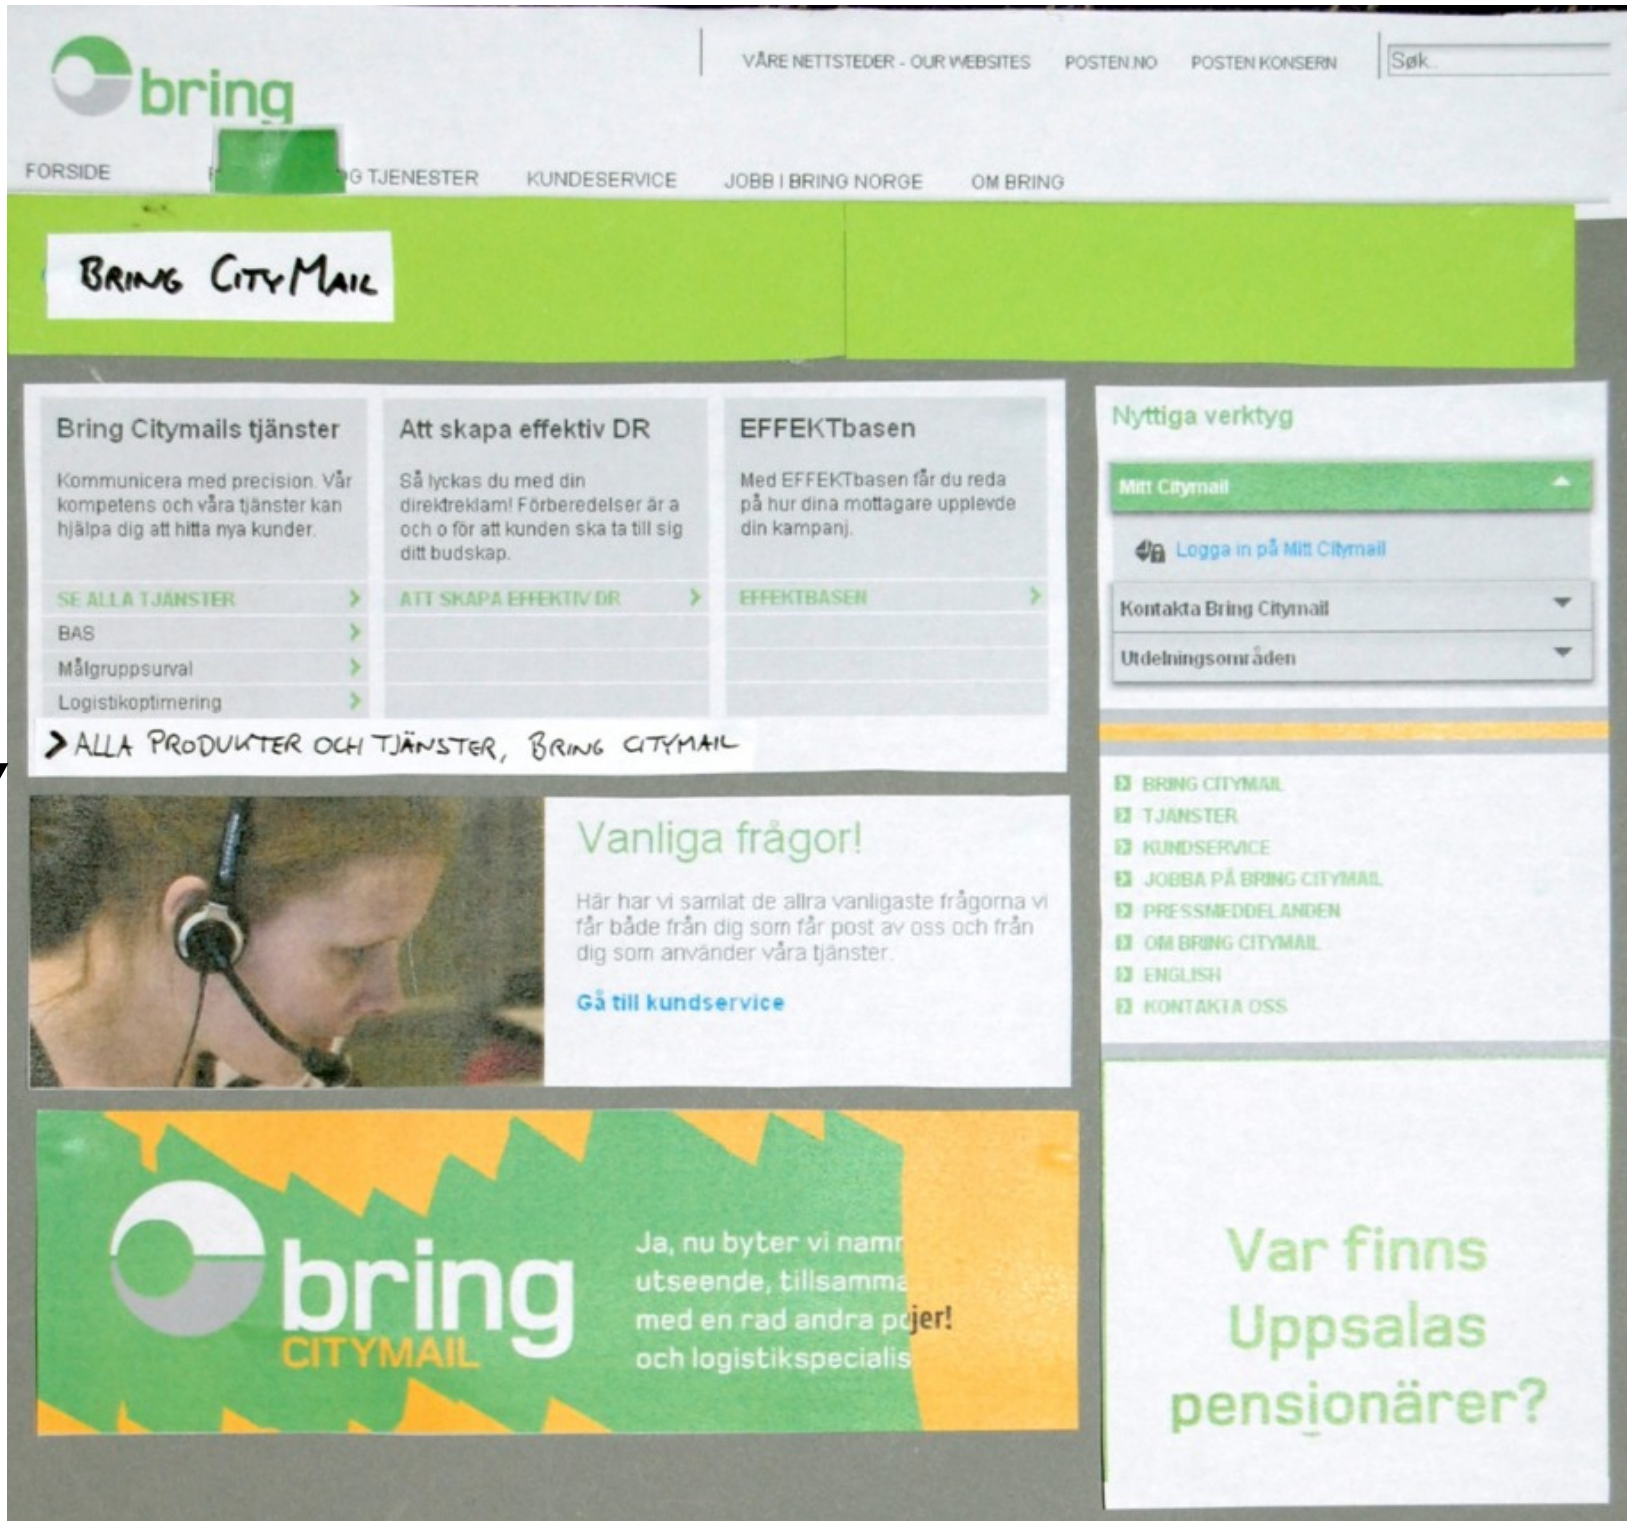 bring
VÅRE NETTSTEDER - OUR WEBSITES
POSTEN.NO
POSTEN KONSERN
Søk..
FORSIDE
OG TJENESTER
KUNDESERVICE
JOBB I BRING NORGE
OM BRING
BRING CITYMAIL
Bring Citymails tjänster
Kommunicera med precision. Vår
kompetens och våra tjänster kan
hjälpa dig att hitta nya kunder.
SE ALLA TJÄNSTER
BAS
Målgruppsurval
Logistikoptimering
Att skapa effektiv DR
Så lyckas du med din
direktreklam! Förberedelser är a
och o för att kunden ska ta till sig
ditt budskap.
ATT SKAPA EFFEKTIV DR
EFFEKTbasen
Med EFFEKTbasen får du reda
på hur dina mottagare upplevde
din kampanj.
EFFEKTBASEN
> ALLA PRODUKTER OCH TJÄNSTER, BRING CITYMAIL
Vanliga frågor!
Här har vi samlat de allra vanligaste frågorna vi
får både från dig som får post av oss och från
dig som använder våra tjänster.
Gå till kundservice
bring
CITYMAIL
Ja, nu byter vi namn
utseende, tillsamma
med en rad andra pojer!
och logistikspecialis
Nyttiga verktyg
Mitt Citymail
Logga in på Mitt Citymail
Kontakta Bring Citymail
Utdelningsområden
BRING CITYMAIL
TJÄNSTER
KUNDSERVICE
JOBBA PÅ BRING CITYMAIL
PRESSMEDDELANDEN
OM BRING CITYMAIL
ENGLISH
KONTAKTA OSS
Var finns
Uppsalas
pensionärer?